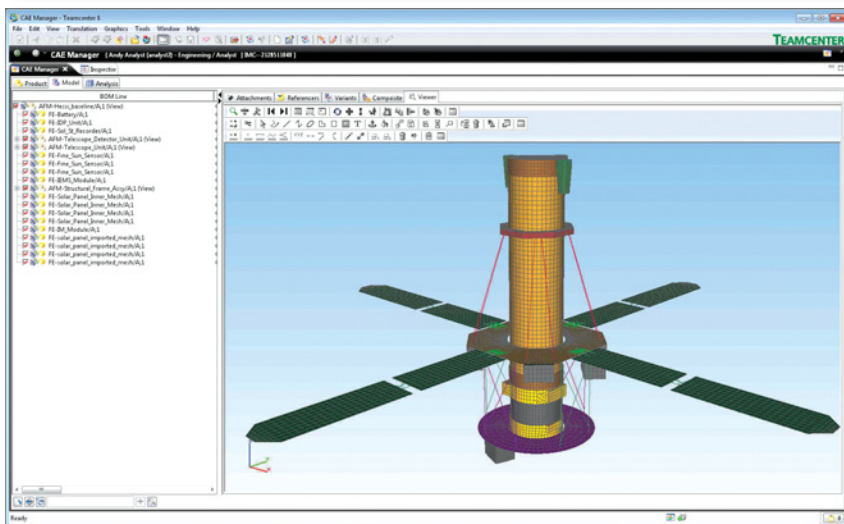 CAE Manager - Teamcenter 8
File Edit View Translation Graphics Tools Window Help
TEAMCENTER
CAE Manager ( Andy Analyst (analyst2) - Engineering / Analyst )
CAE Manager Inspector
Product Model Analysis
BOM Line
Attachments Referencers Variants Composite Viewer
AFM-Hessi_baseline/A;1 (View)
FE-Battery/A;1
FE-IDP_Unit/A;1
FE-Sol_St_Recorder/A;1
AFM-Telescope_Detector_Unit/A;1 (View)
AFM-Telescope_Unit/A;1 (View)
FE-Fine_Sun_Sensor/A;1
FE-Fine_Sun_Sensor/A;1
FE-Fine_Sun_Sensor/A;1
FE-IEM1_Module/A;1
AFM-Structural_Frame_Assy/A;1 (View)
FE-Solar_Panel_Inner_Mesh/A;1
FE-Solar_Panel_Inner_Mesh/A;1
FE-Solar_Panel_Inner_Mesh/A;1
FE-Solar_Panel_Inner_Mesh/A;1
FE-IM_Module/A;1
FE-solar_panel_imported_mesh/A;1
FE-solar_panel_imported_mesh/A;1
FE-solar_panel_imported_mesh/A;1
FE-solar_panel_imported_mesh/A;1
Ready